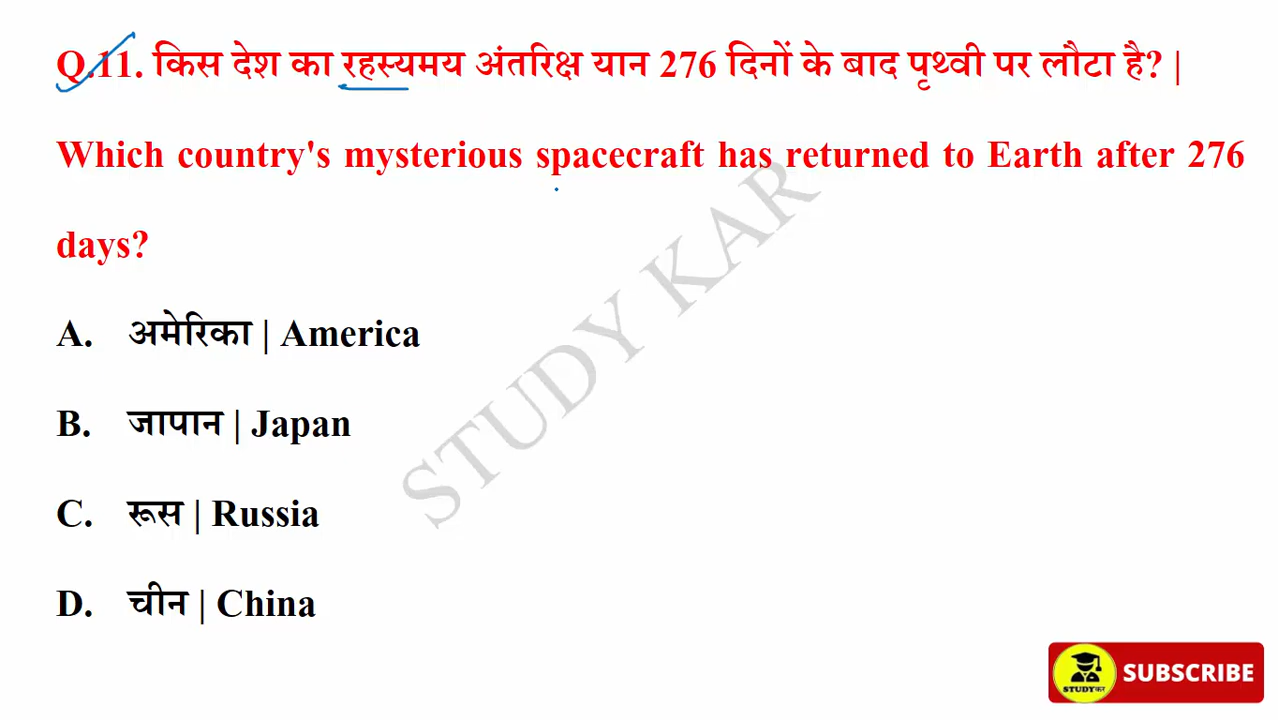 Q.11. किस देश का रहस्यमय अंतरिक्ष यान 276 दिनों के बाद पृथ्वी पर लौटा है? |
Which country's mysterious spacecraft has returned to Earth after 276
days?
A. अमेरिका | America
B. जापान | Japan
C. रूस | Russia
D. चीन | China
STUDY KAR
SUBSCRIBE
STUDYकर